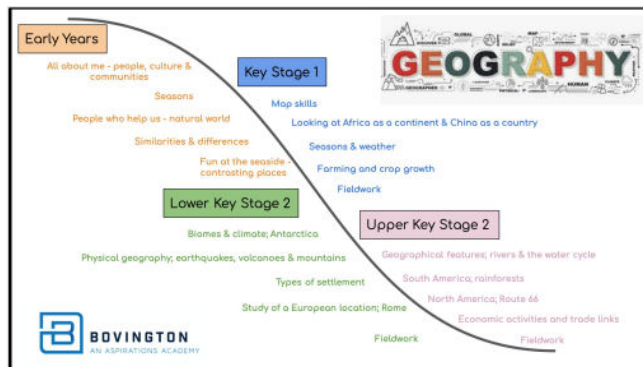 Early Years
All about me - people, culture &
communities
Seasons
People who help us - natural world
Similarities & differences
Fun at the seaside -
contrasting places
Key Stage 1
Map skills
Looking at Africa as a continent & China as a country
Seasons & weather
Farming and crop growth
Fieldwork
GEOGRAPHY
DISCOVER
GLOBAL
MAP
HUMAN
Lower Key Stage 2
Biomes & climate; Antarctica
Physical geography; earthquakes, volcanoes & mountains
Types of settlement
Study of a European location; Rome
Fieldwork
Upper Key Stage 2
Geographical features; rivers & the water cycle
South America; rainforests
North America; Route 66
Economic activities and trade links
Fieldwork
BOVINGTON
AN ASPIRATIONS ACADEMY